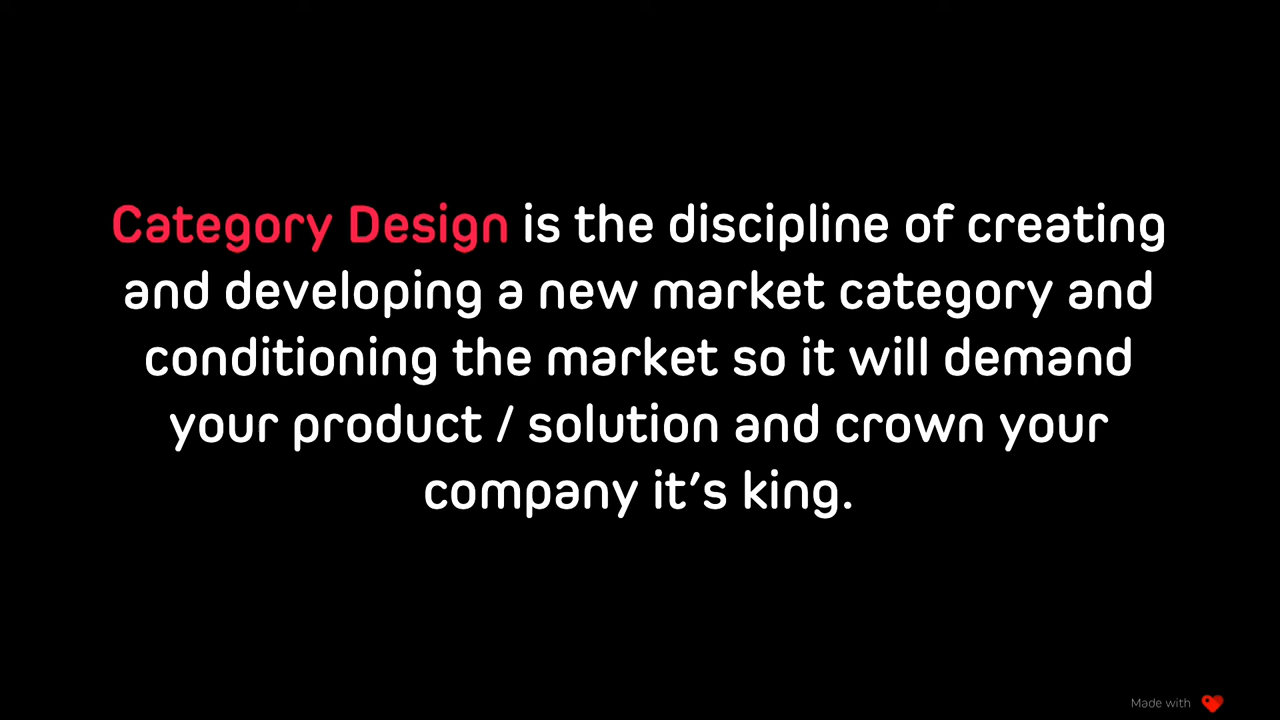 Category Design is the discipline of creating
and developing a new market category and
conditioning the market so it will demand
your product / solution and crown your
company it's king.
Made with